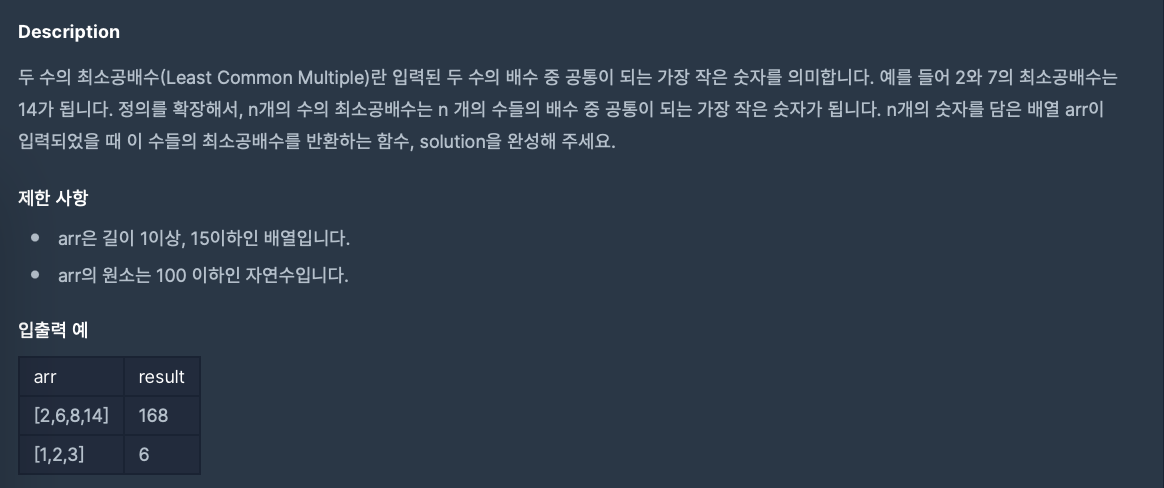 Description
두 수의 최소공배수(Least Common Multiple)란 입력된 두 수의 배수 중 공통이 되는 가장 작은 숫자를 의미합니다. 예를 들어 2와 7의 최소공배수는
14가 됩니다. 정의를 확장해서, n개의 수의 최소공배수는 n 개의 수들의 배수 중 공통이 되는 가장 작은 숫자가 됩니다. n개의 숫자를 담은 배열 arr이
입력되었을 때 이 수들의 최소공배수를 반환하는 함수, solution을 완성해 주세요.
제한 사항
• arr은 길이 1이상, 15이하인 배열입니다.
• arr의 원소는 100 이하인 자연수입니다.
입출력 예
arr result
[2,6,8,14] 168
[1,2,3] 6